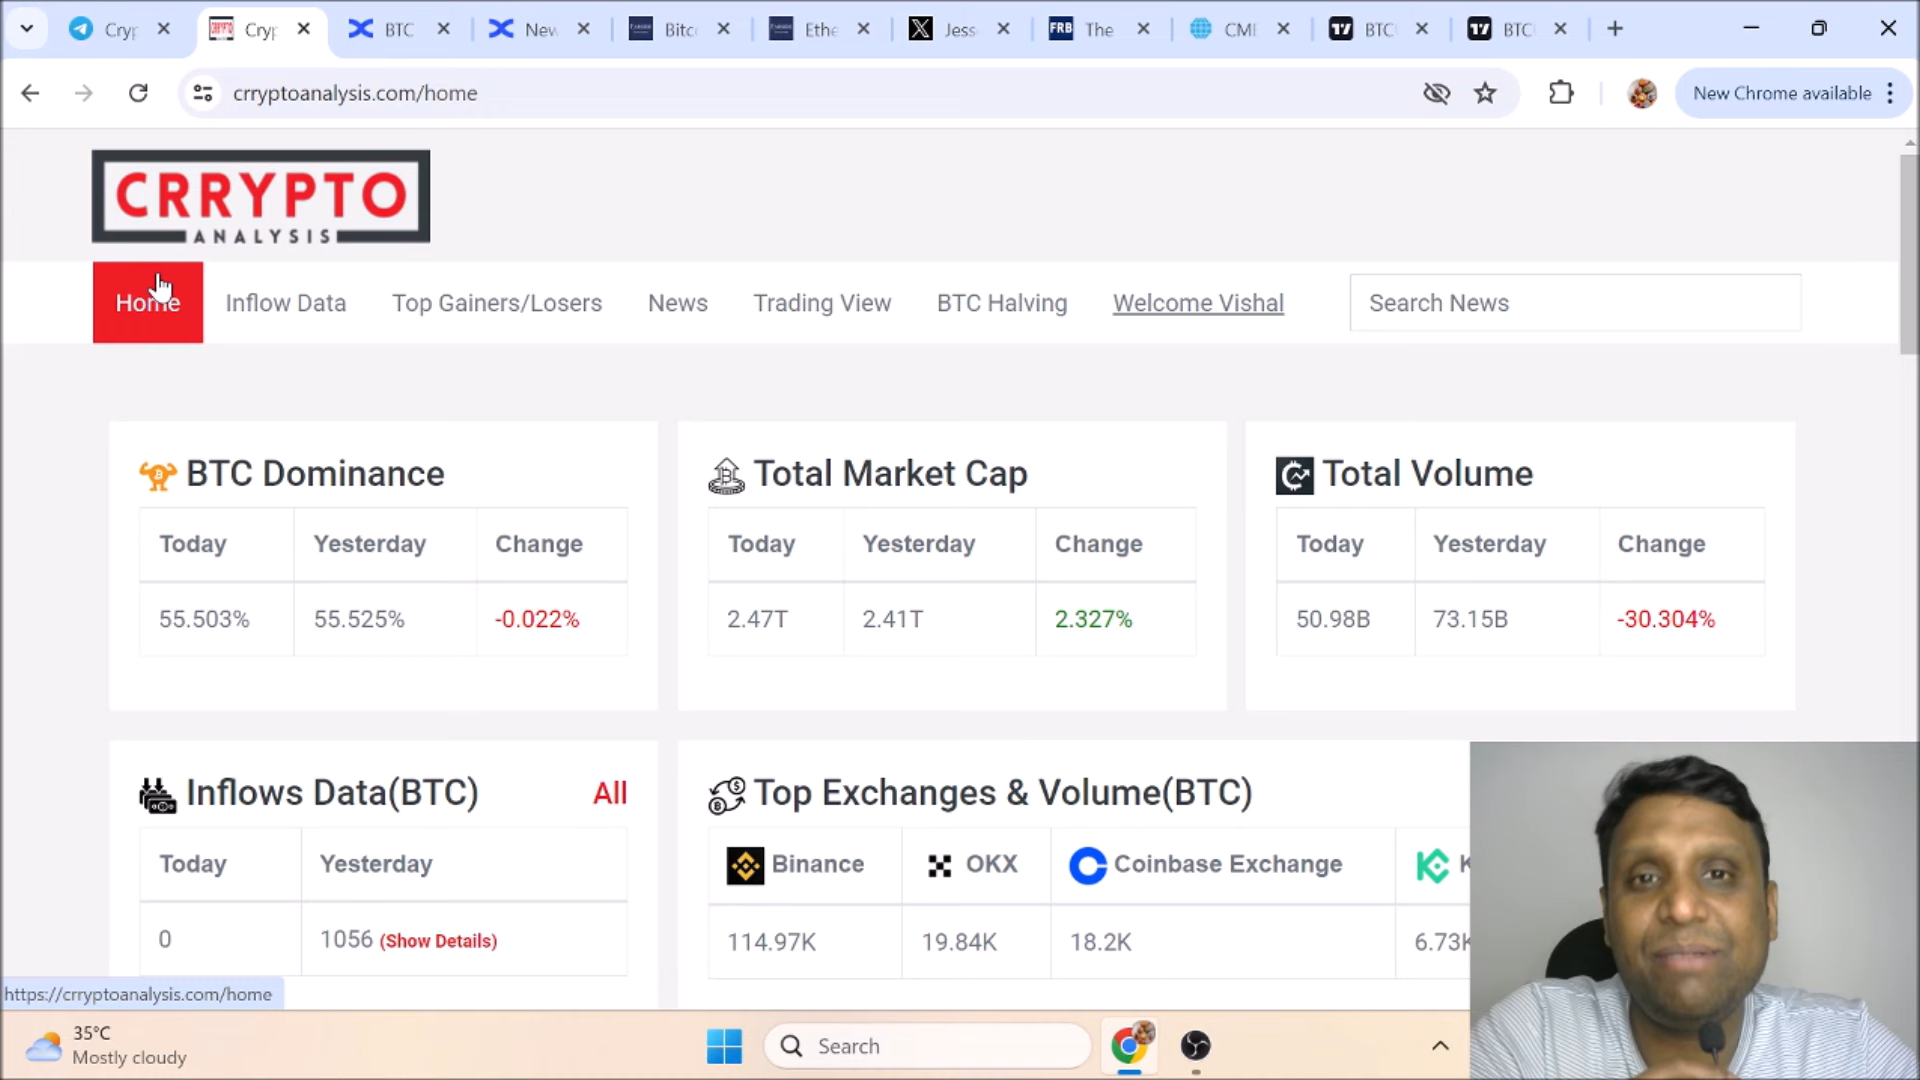 Cryp
Cryp
BTC
New
Bitc
Ethe
Jess
FRB
The
CME
BTC
BTC
crryptoanalysis.com/home
New Chrome available
CRRYPTO
ANALYSIS
Home
Inflow Data
Top Gainers/Losers
News
Trading View
BTC Halving
Welcome Vishal
Search News
BTC Dominance
Today
Yesterday
Change
55.503%
55.525%
-0.022%
Total Market Cap
Today
Yesterday
Change
2.47T
2.41T
2.327%
Total Volume
Today
Yesterday
Change
50.98B
73.15B
-30.304%
Inflows Data(BTC)
All
Today
Yesterday
0
1056 (Show Details)
Top Exchanges & Volume(BTC)
Binance
OKX
Coinbase Exchange
K
114.97K
19.84K
18.2K
6.73K
https://crryptoanalysis.com/home
35°C
Mostly cloudy
Search